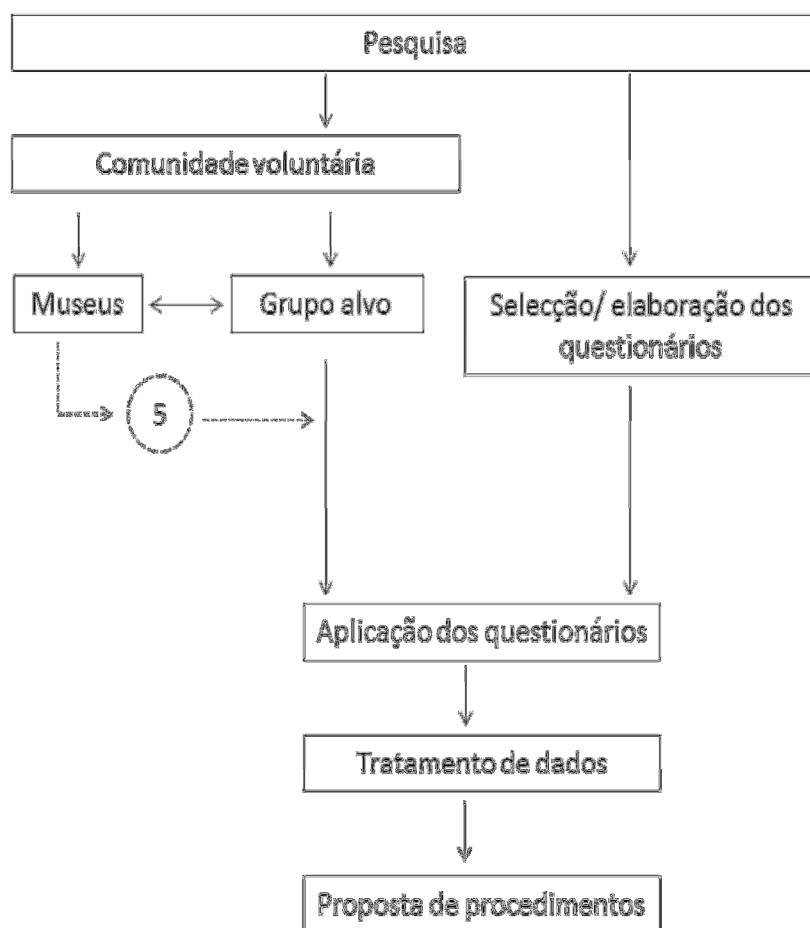 Pesquisa
Comunidade voluntária
Museus
Grupo alvo
Selecção/ elaboração dos
questionários
5
Aplicação dos questionários
Tratamento de dados
Proposta de procedimentos